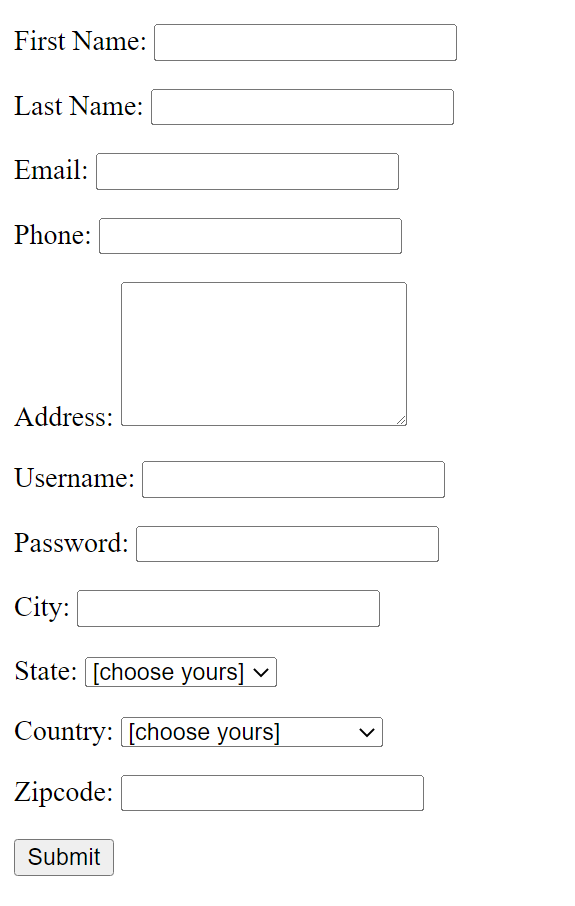 First Name:
Last Name:
Email:
Phone:
Address:
Username:
Password:
City:
State: [choose yours]
Country: [choose yours]
Zipcode:
Submit